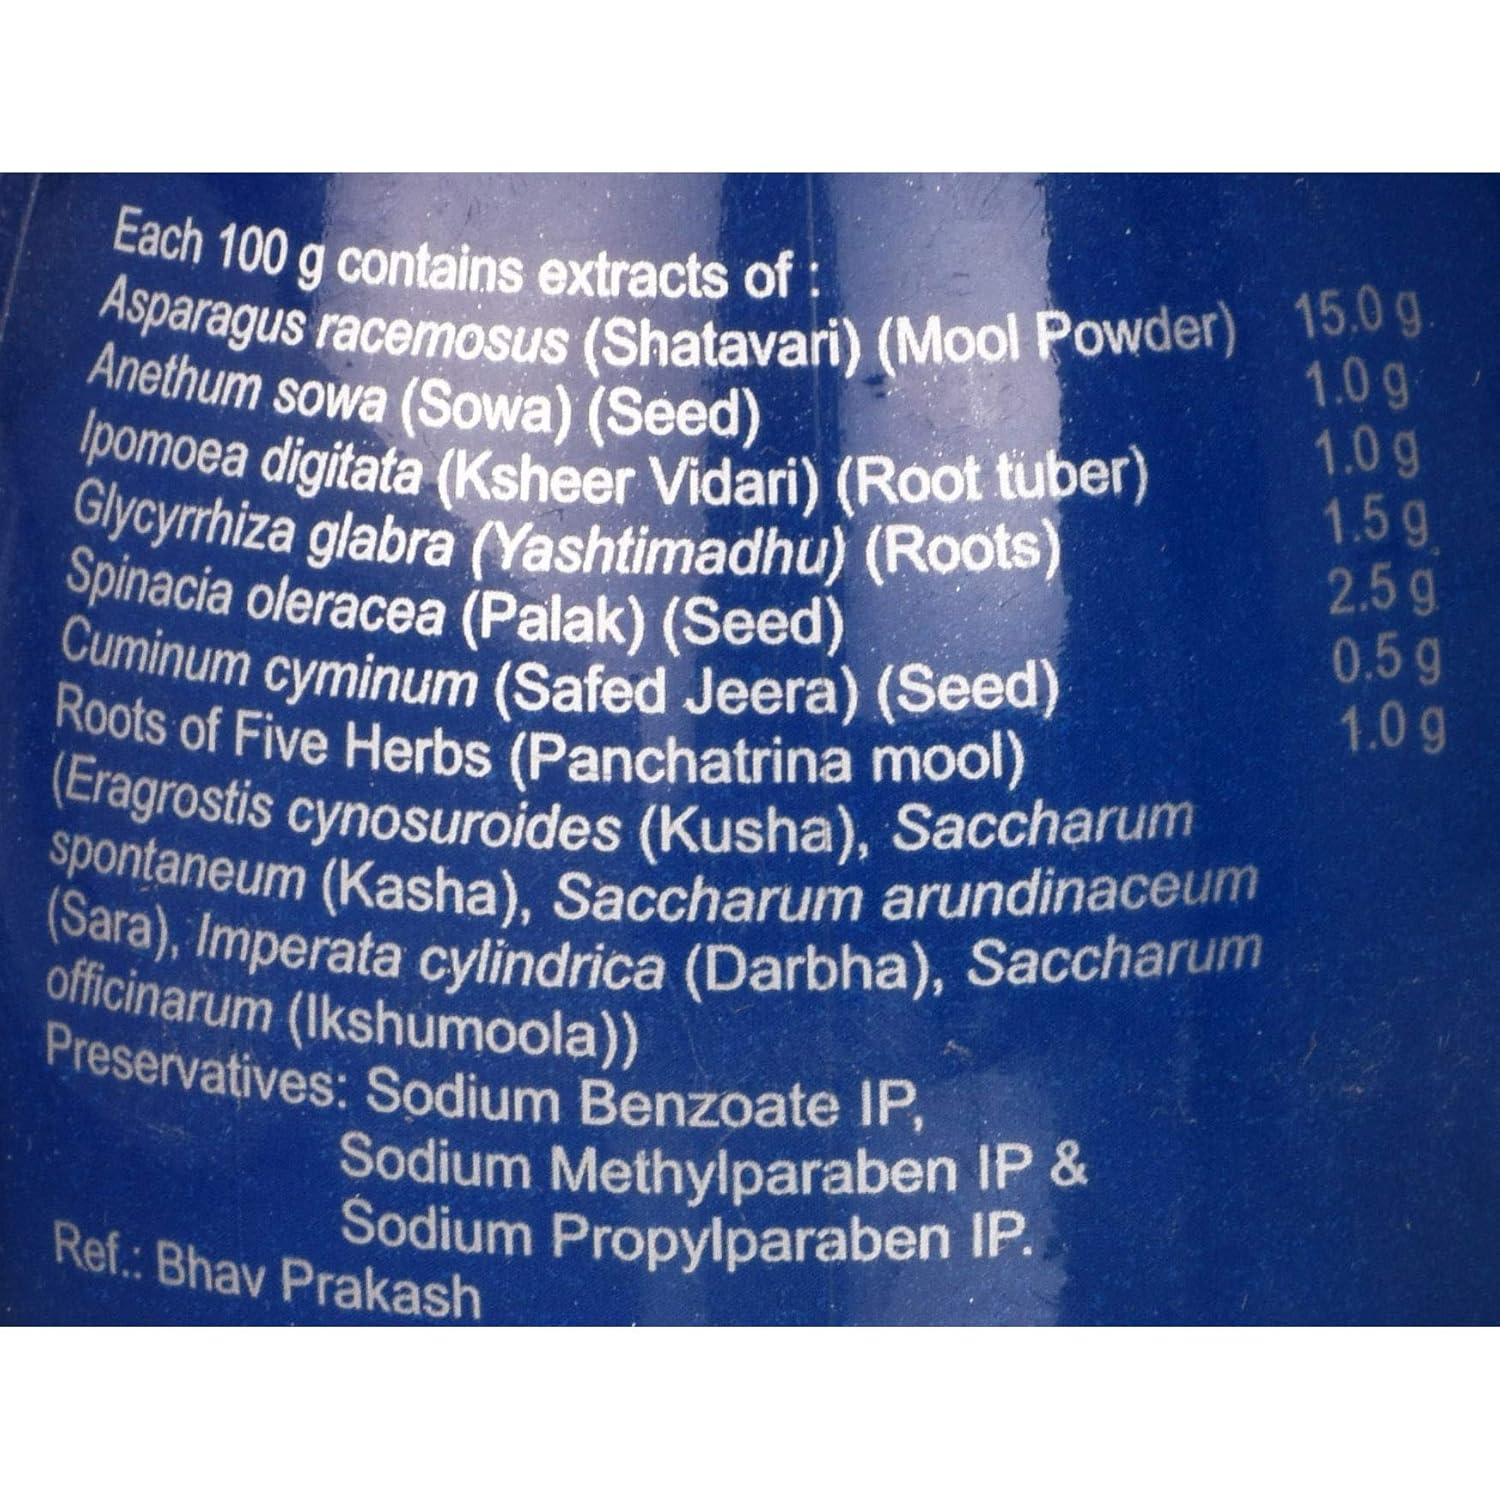 Each 100 g contains extracts of :
Asparagus racemosus (Shatavari) (Mool Powder) 15.0 g
Anethum sowa (Sowa) (Seed) 1.0 g
Ipomoea digitata (Ksheer Vidari) (Root tuber) 1.0 g
Glycyrrhiza glabra (Yashtimadhu) (Roots) 1.5 g
Spinacia oleracea (Palak) (Seed) 2.5 g
Cuminum cyminum (Safed Jeera) (Seed) 0.5 g
Roots of Five Herbs (Panchatrina mool) 1.0 g
(Eragrostis cynosuroides (Kusha), Saccharum
spontaneum (Kasha), Saccharum arundinaceum
(Sara), Imperata cylindrica (Darbha), Saccharum
officinarum (Ikshumoola))
Preservatives: Sodium Benzoate IP,
Sodium Methylparaben IP &
Sodium Propylparaben IP.
Ref.: Bhav Prakash